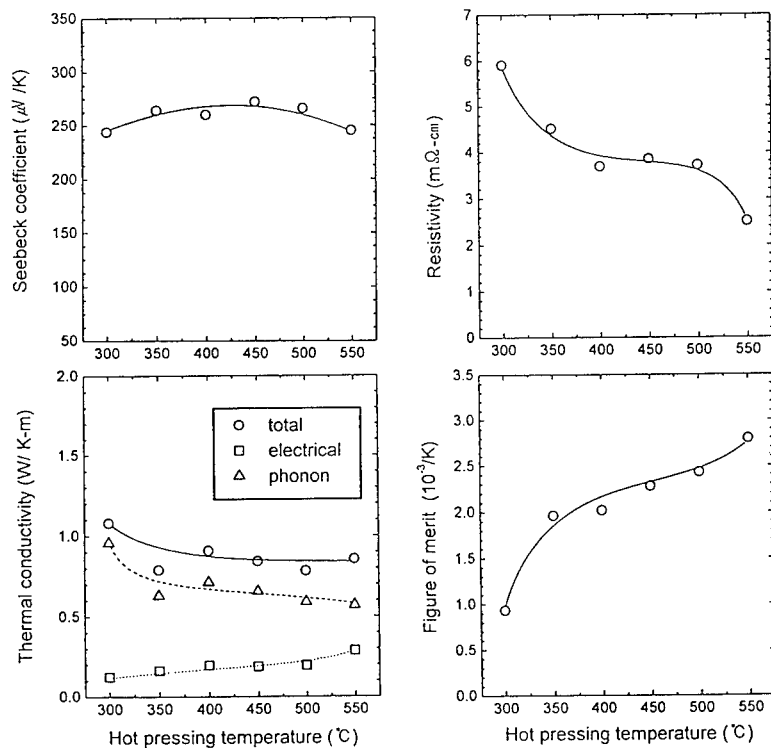 Seebeck coefficient (μV/K)
350
300
250
200
150
100
50
300 350 400 450 500 550
Resistivity (mΩ-cm)
7
6
5
4
3
2
1
0
300 350 400 450 500 550
Thermal conductivity (W/ K-m)
2.0
1.5
1.0
0.5
0.0
total
electrical
phonon
300 350 400 450 500 550
Hot pressing temperature (℃)
Figure of merit (10⁻³/K)
3.5
3.0
2.5
2.0
1.5
1.0
0.5
0.0
300 350 400 450 500 550
Hot pressing temperature (℃)